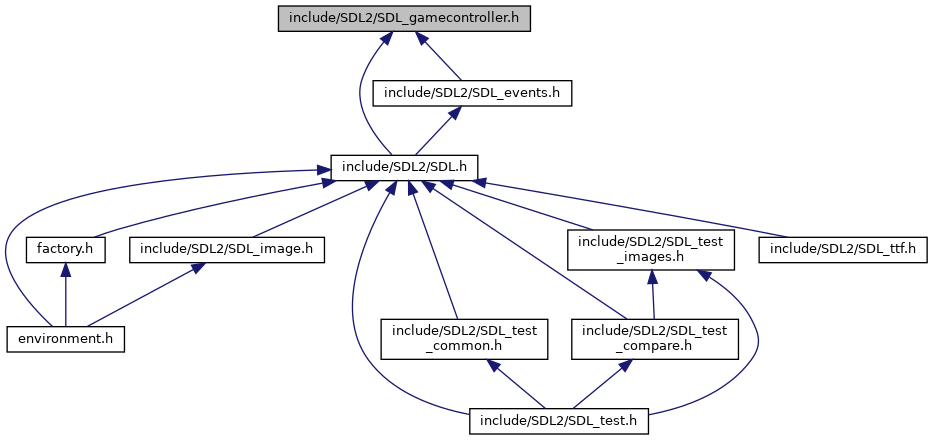 include/SDL2/SDL_gamecontroller.h
include/SDL2/SDL_events.h
include/SDL2/SDL.h
factory.h
include/SDL2/SDL_image.h
include/SDL2/SDL_test
_images.h
include/SDL2/SDL_ttf.h
environment.h
include/SDL2/SDL_test
_common.h
include/SDL2/SDL_test
_compare.h
include/SDL2/SDL_test.h